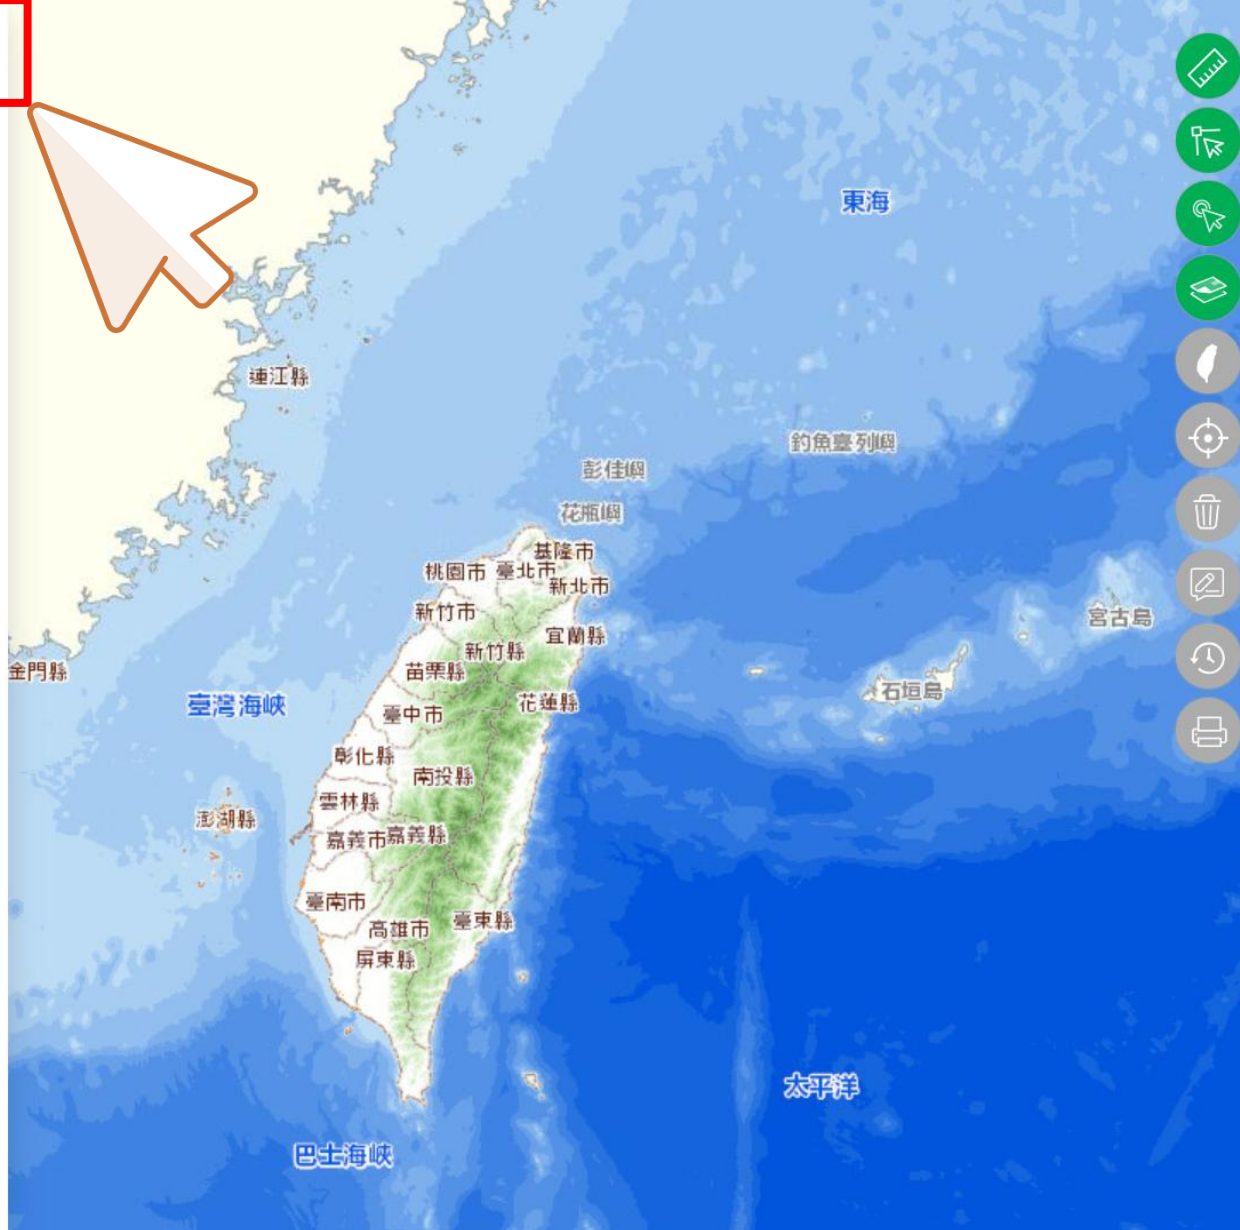 東海
連江縣
釣魚臺列嶼
彭佳嶼
花瓶嶼
基隆市
桃園市 臺北市
新北市
新竹市
宮古島
宜蘭縣
新竹縣
金門縣
苗栗縣
石垣島
臺灣海峽
花蓮縣
臺中市
彰化縣
南投縣
雲林縣
澎湖縣
嘉義市嘉義縣
臺南市
臺東縣
高雄市
屏東縣
太平洋
巴士海峽